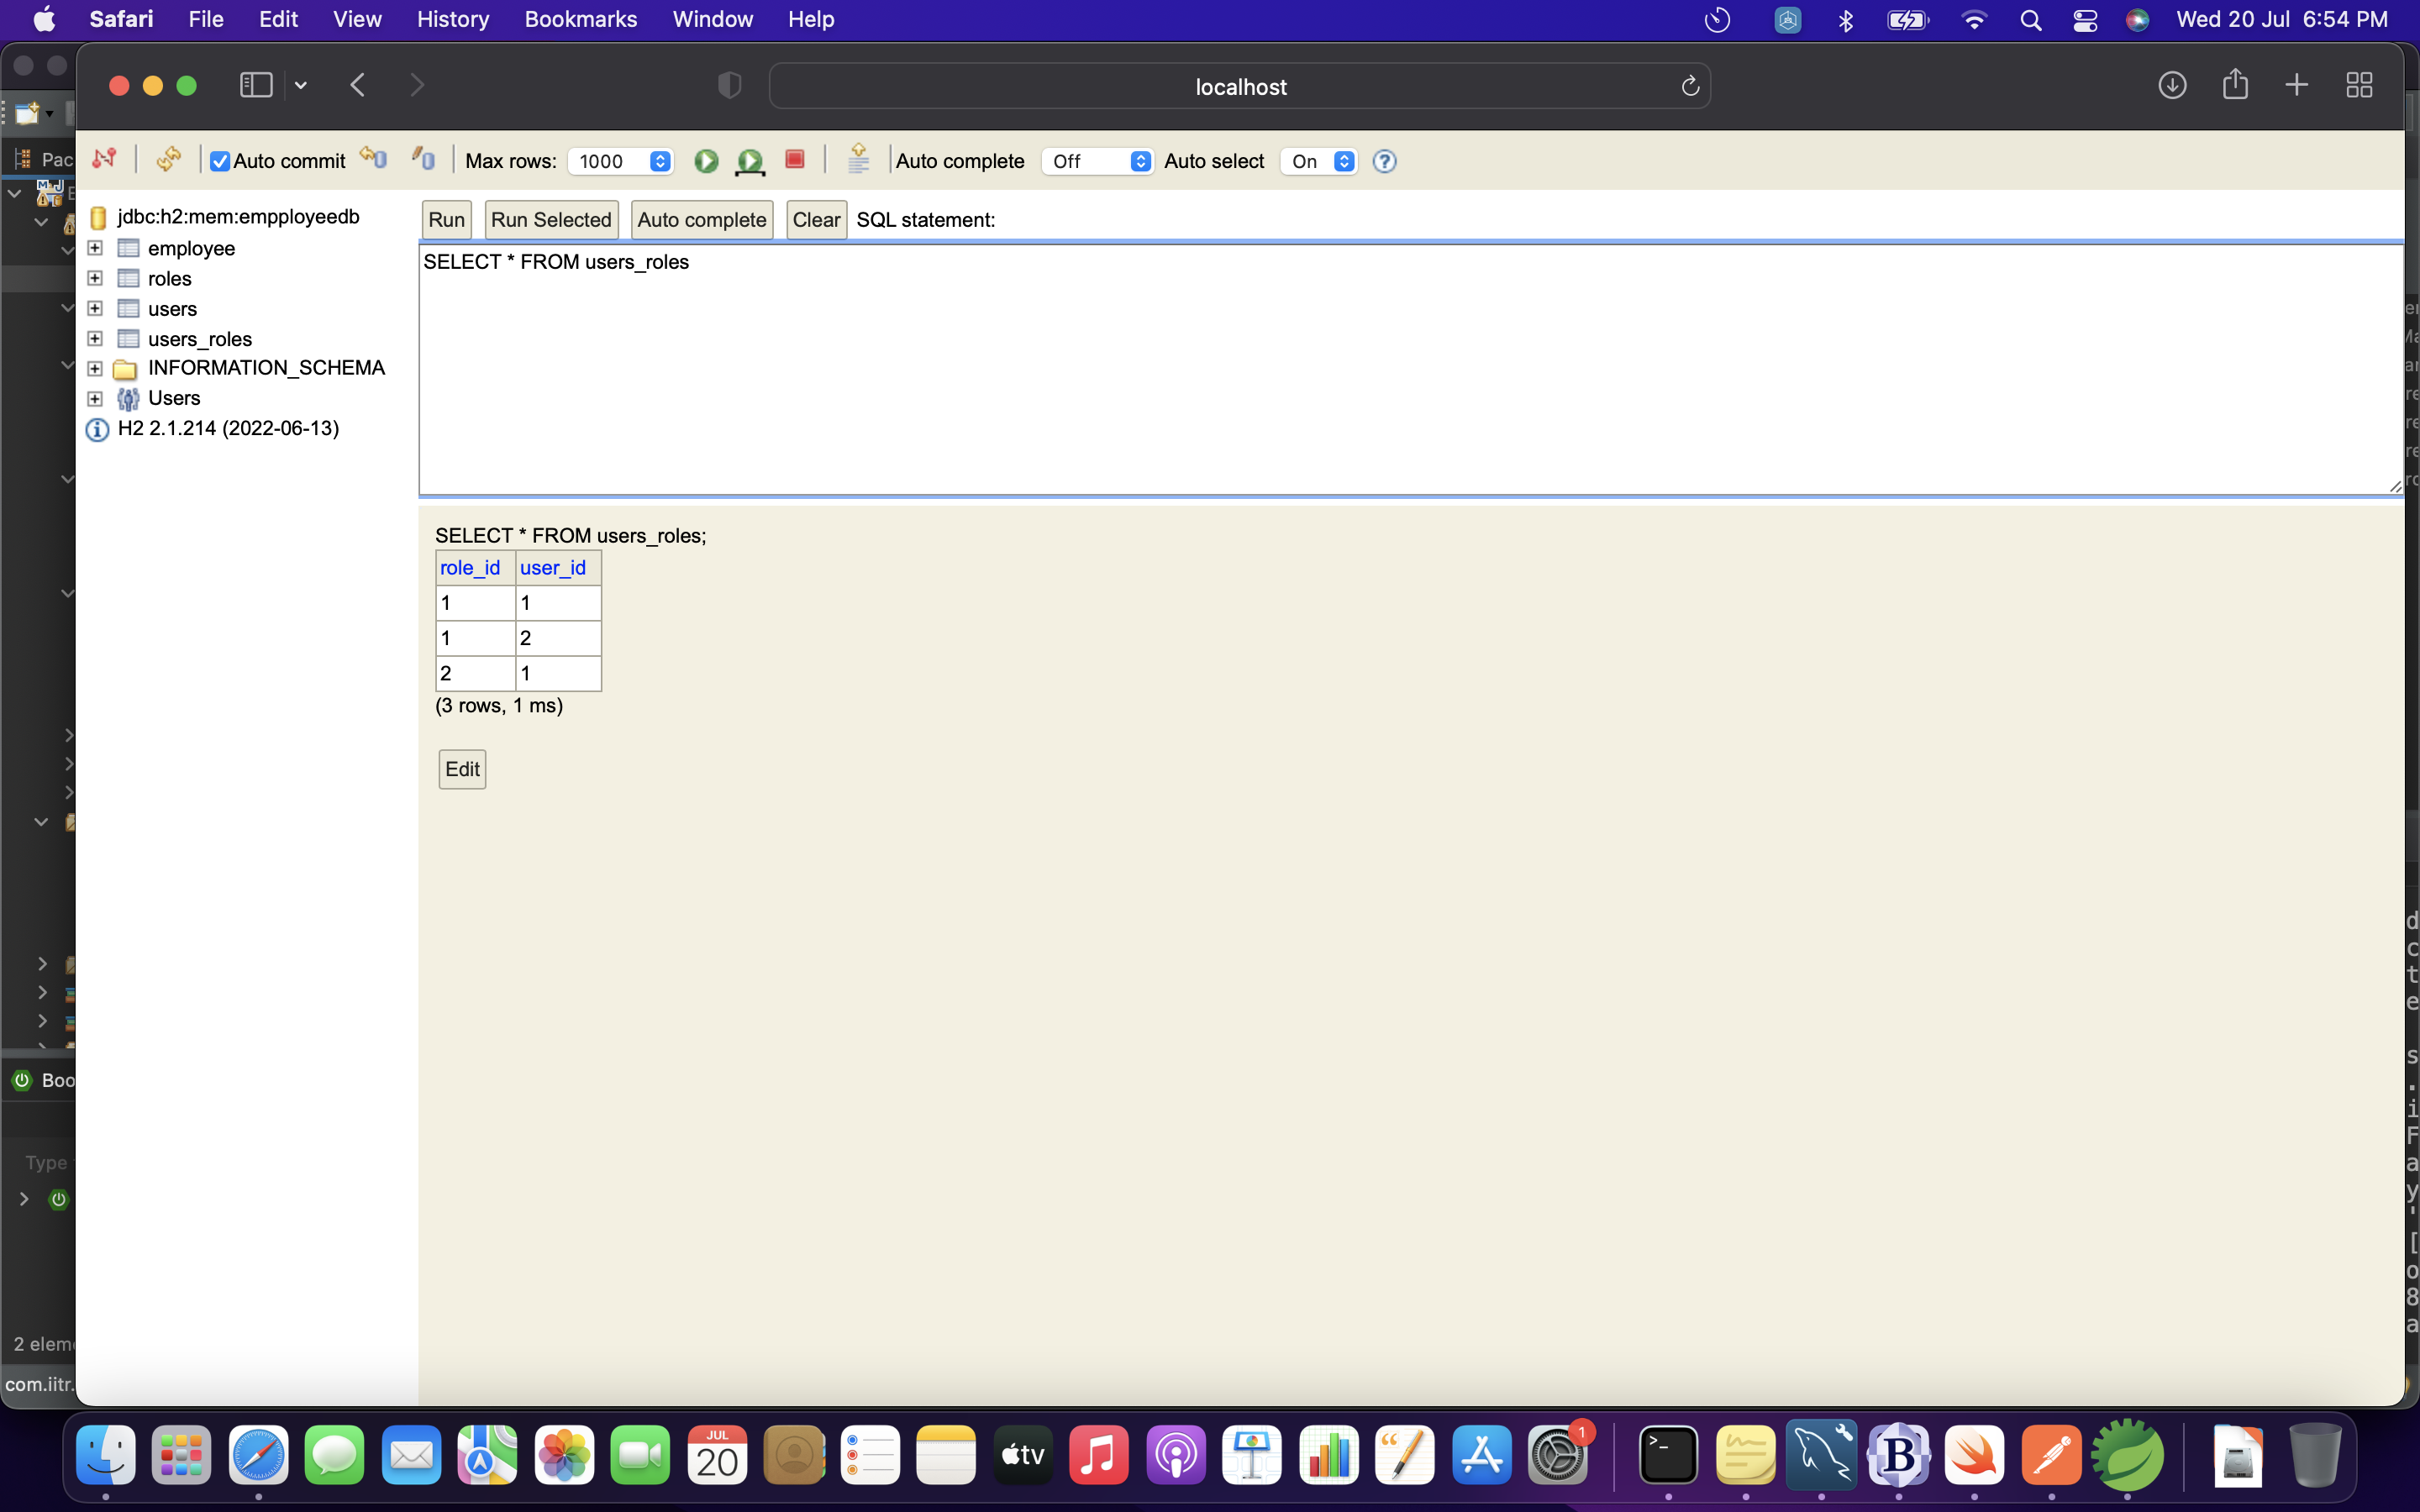 Safari File Edit View History Bookmarks Window Help Wed 20 Jul 6:54 PM
localhost
Pac
Auto commit Max rows: 1000 Auto complete Off Auto select On
jdbc:h2:mem:empployeedb
employee
roles
users
users_roles
INFORMATION_SCHEMA
Users
H2 2.1.214 (2022-06-13)
Run Run Selected Auto complete Clear SQL statement:
SELECT * FROM users_roles
SELECT * FROM users_roles;
role_id user_id
1 1
1 2
2 1
(3 rows, 1 ms)
Edit
Boo
Type
2 elem
com.iitr.
JUL
20
tv
1
B